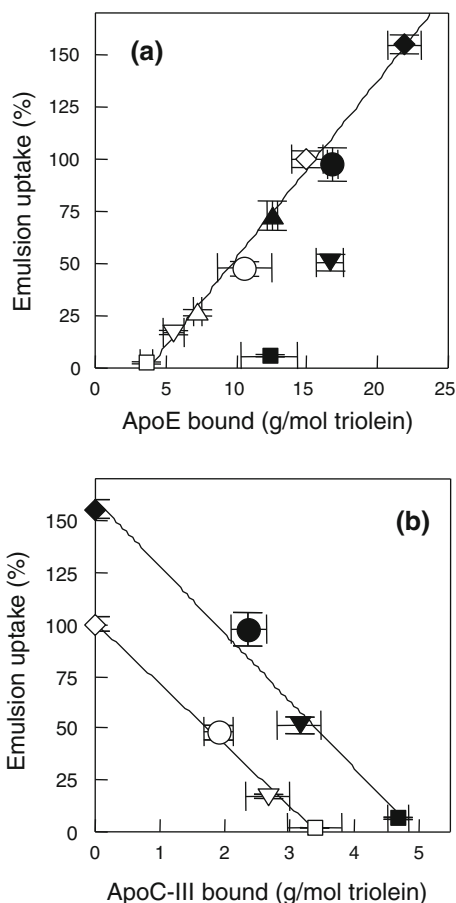 (a)
150
125
100
75
50
25
0
Emulsion uptake (%)
0 5 10 15 20 25
ApoE bound (g/mol triolein)
(b)
150
125
100
75
50
25
0
Emulsion uptake (%)
0 1 2 3 4 5
ApoC-III bound (g/mol triolein)